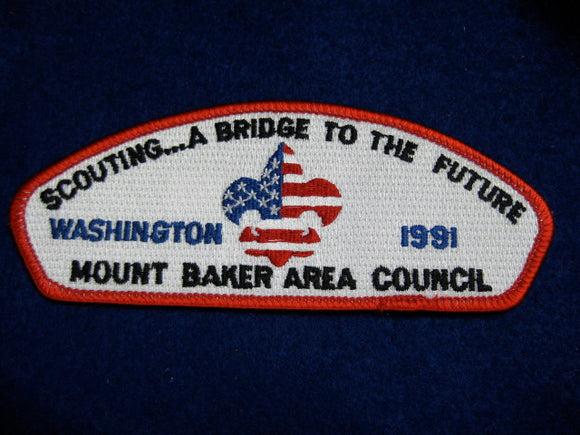 SCOUTING...A BRIDGE TO THE FUTURE
WASHINGTON 1991
MOUNT BAKER AREA COUNCIL